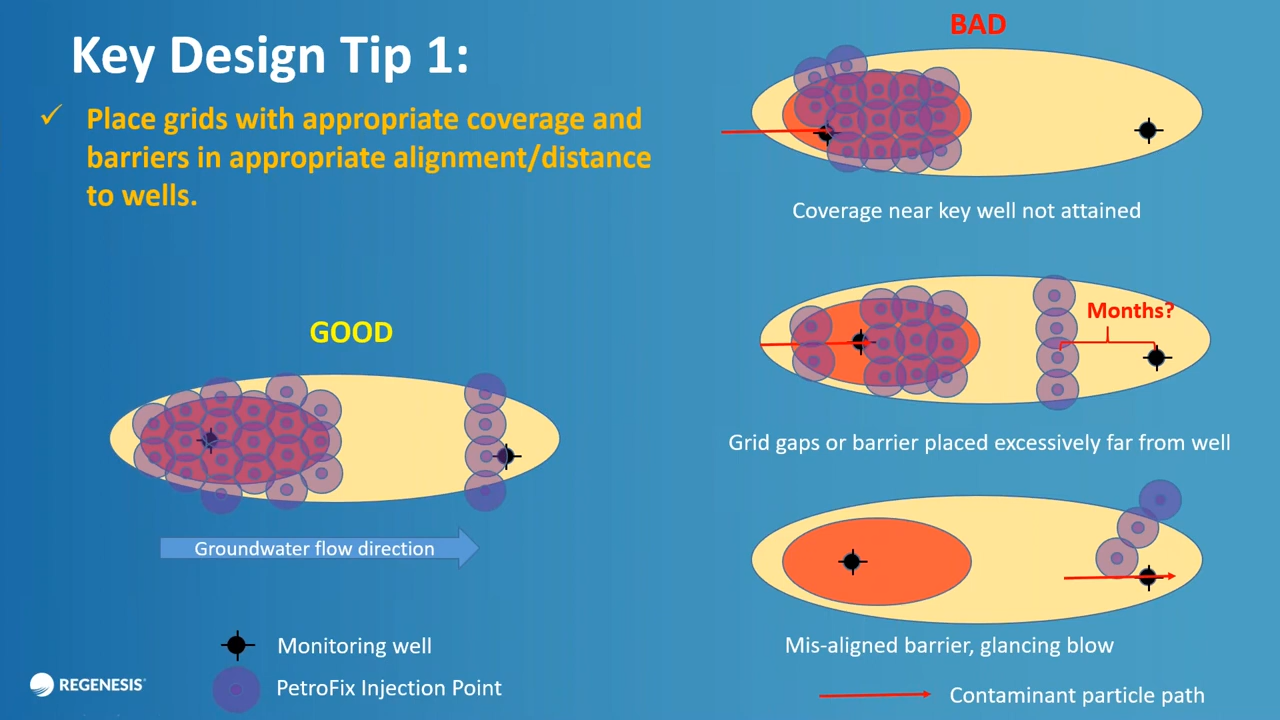 Key Design Tip 1:
✓ Place grids with appropriate coverage and
barriers in appropriate alignment/distance
to wells.
GOOD
Groundwater flow direction
Monitoring well
PetroFix Injection Point
REGENESIS
BAD
Coverage near key well not attained
Months?
Grid gaps or barrier placed excessively far from well
Mis-aligned barrier, glancing blow
Contaminant particle path